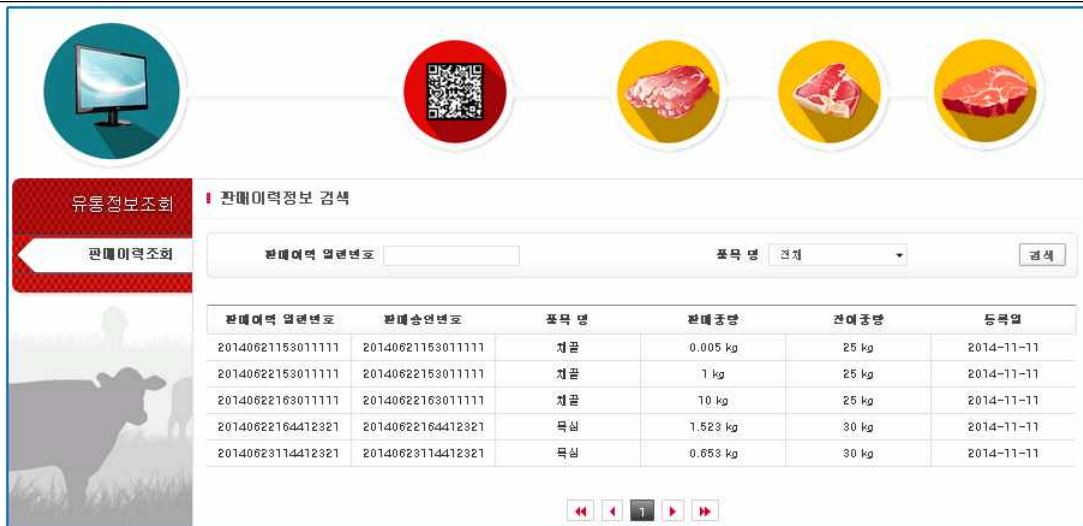 유통정보조회
판매이력정보 검색
판매이력조회
판매이력 일련번호 품목 명 전체 검색
판매이력 일련번호 판매승인번호 품목 명 판매중량 잔여중량 등록일
20140621153011111 20140621153011111 채끝 0.005 kg 25 kg 2014-11-11
20140622153011111 20140622153011111 채끝 1 kg 25 kg 2014-11-11
20140622163011111 20140622163011111 채끝 10 kg 25 kg 2014-11-11
20140622164412321 20140622164412321 목심 1.523 kg 30 kg 2014-11-11
20140623114412321 20140623114412321 목심 0.653 kg 30 kg 2014-11-11
1